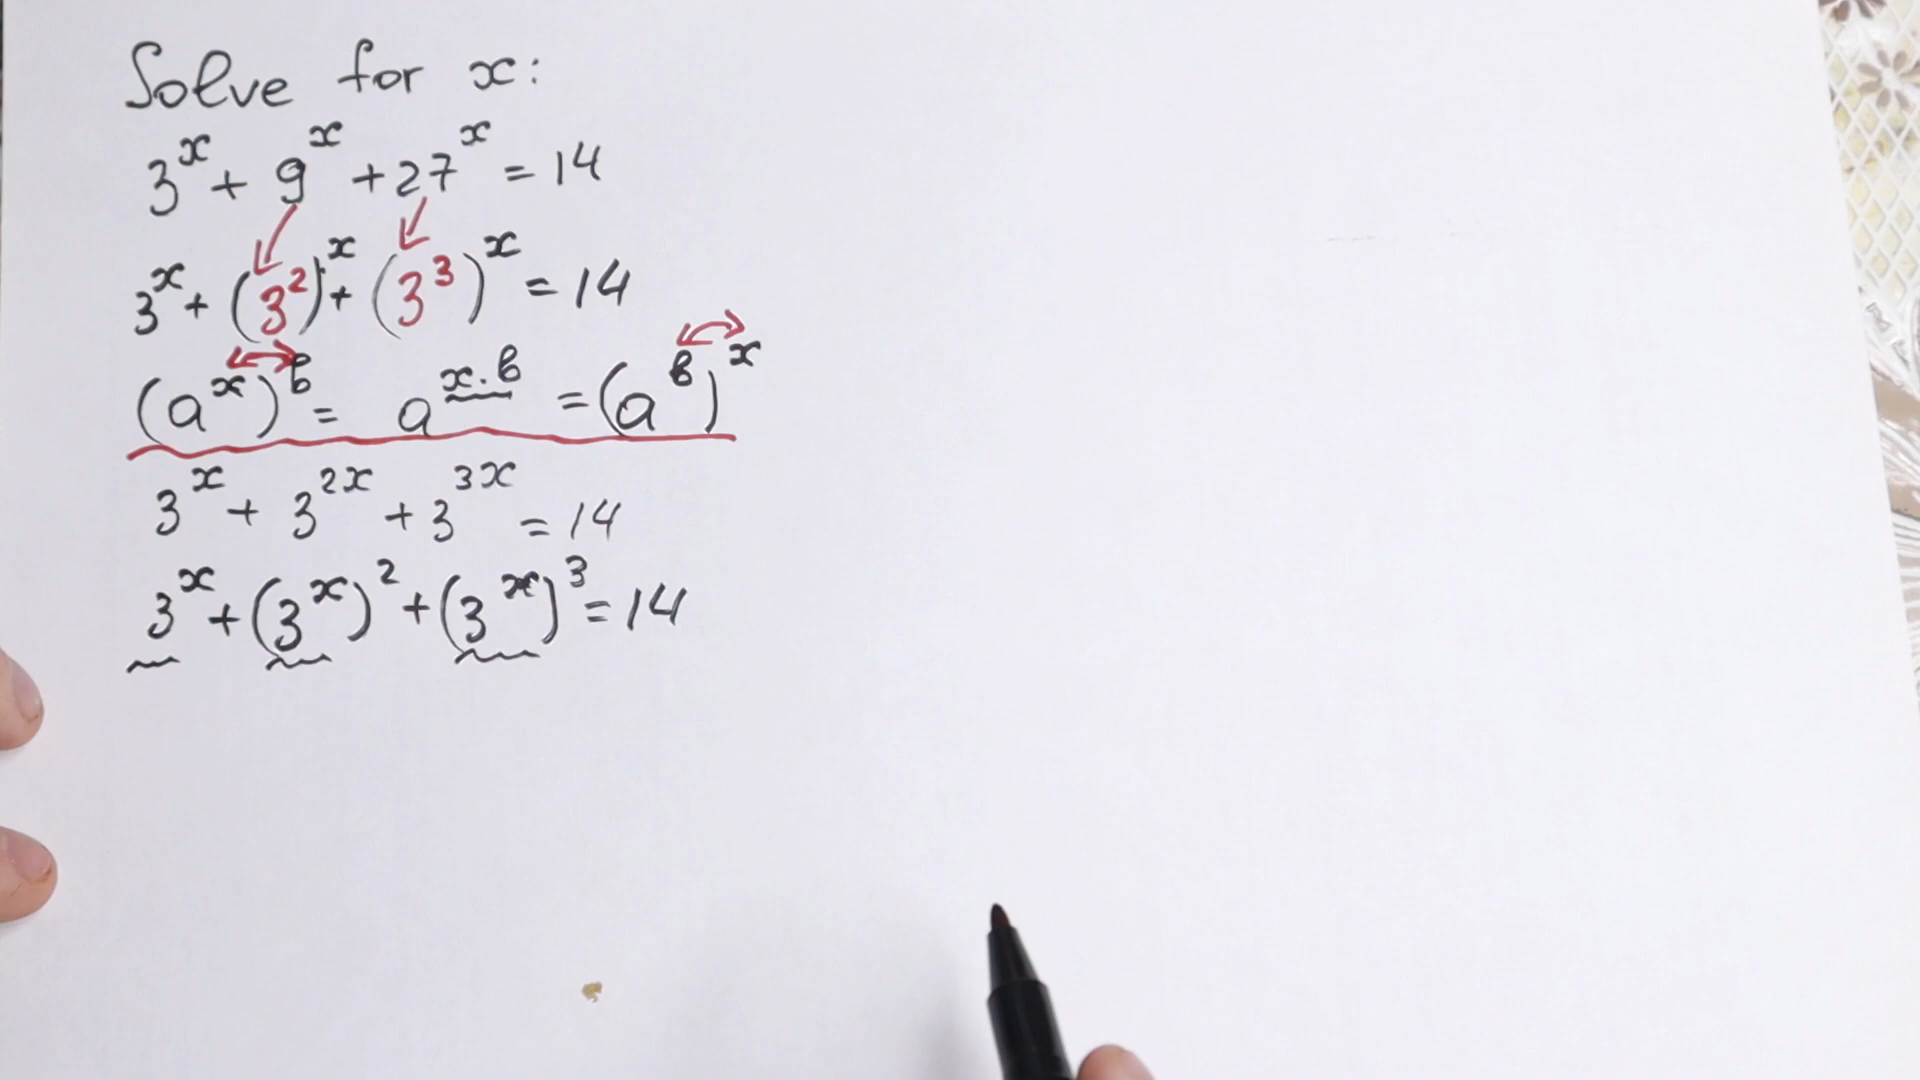 Solve for x:
3^x + 9^x + 27^x = 14
3^x + (3^2)^x + (3^3)^x = 14
(a^x)^b = a^{x·b} = (a^b)^x
3^x + 3^{2x} + 3^{3x} = 14
3^x + (3^x)^2 + (3^x)^3 = 14